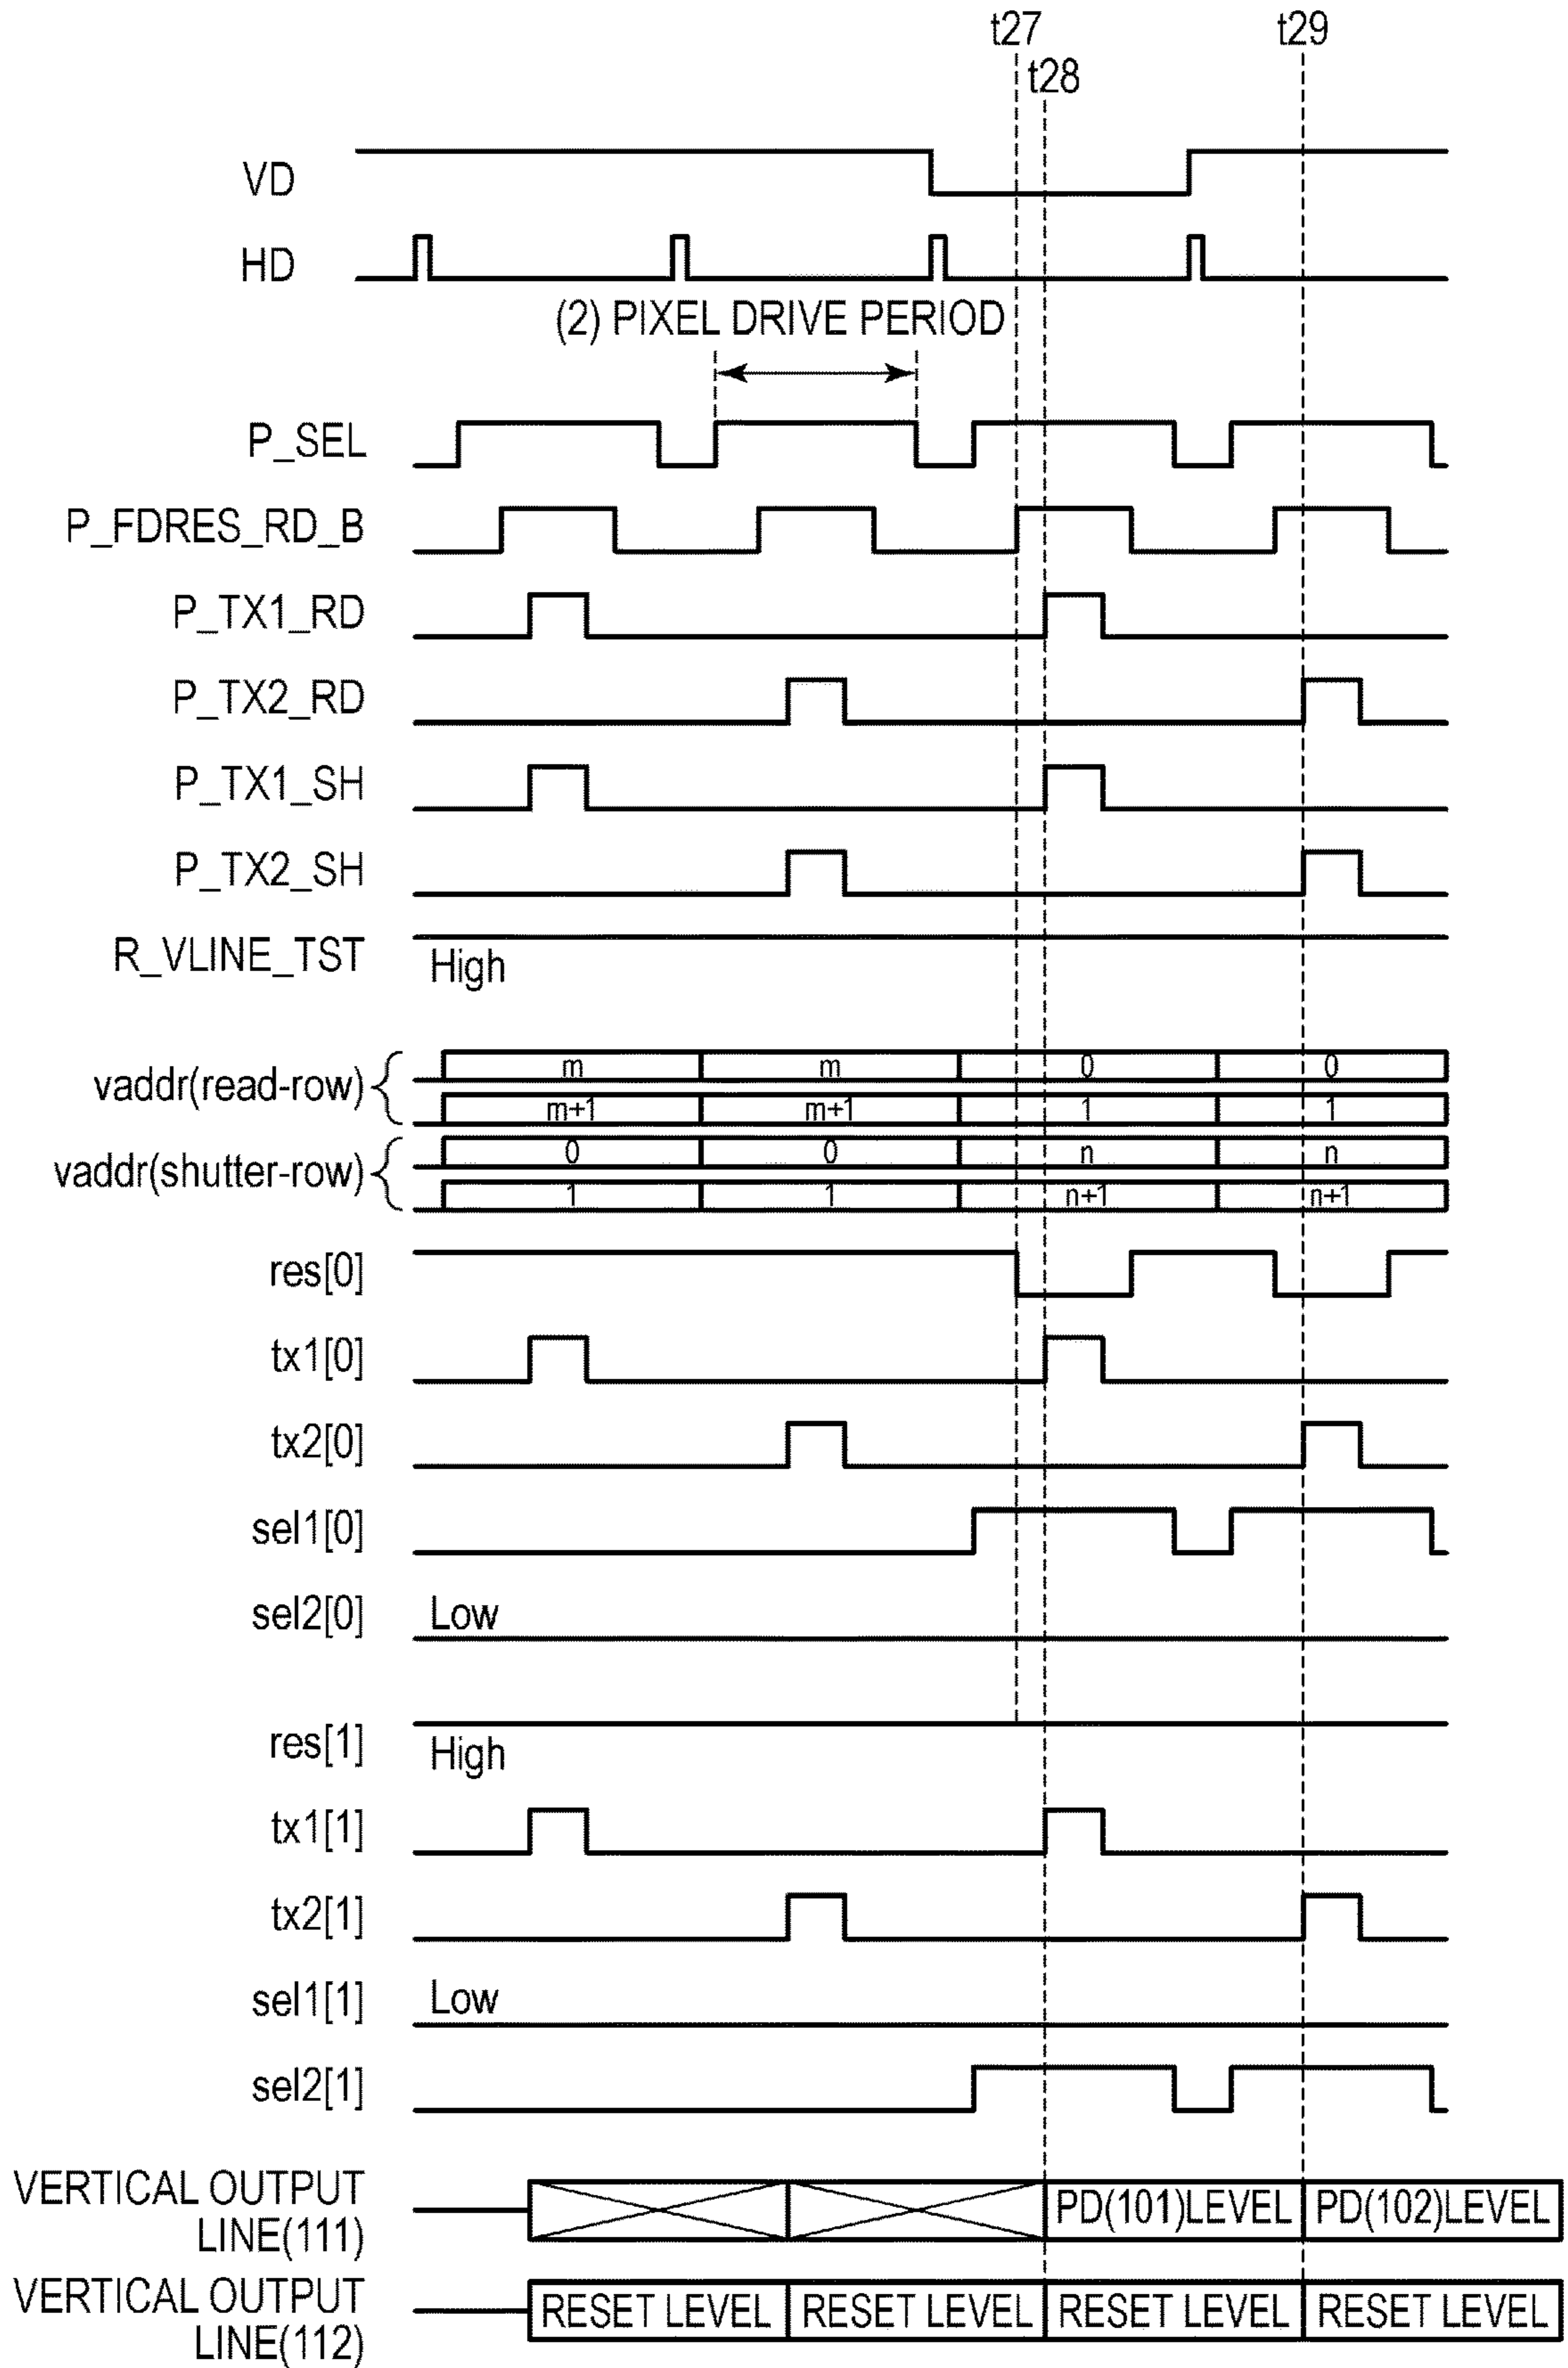 t27
t29
t28
VD
HD
(2) PIXEL DRIVE PERIOD
P_SEL
P_FDRES_RD_B
P_TX1_RD
P_TX2_RD
P_TX1_SH
P_TX2_SH
R_VLINE_TST
High
vaddr(read-row)
m m 0 0
m+1 m+1 1 1
vaddr(shutter-row)
0 0 n n
1 1 n+1 n+1
res[0]
tx1[0]
tx2[0]
sel1[0]
sel2[0] Low
res[1] High
tx1[1]
tx2[1]
sel1[1] Low
sel2[1]
VERTICAL OUTPUT
LINE(111)
PD(101)LEVEL PD(102)LEVEL
VERTICAL OUTPUT
LINE(112)
RESET LEVEL RESET LEVEL RESET LEVEL RESET LEVEL